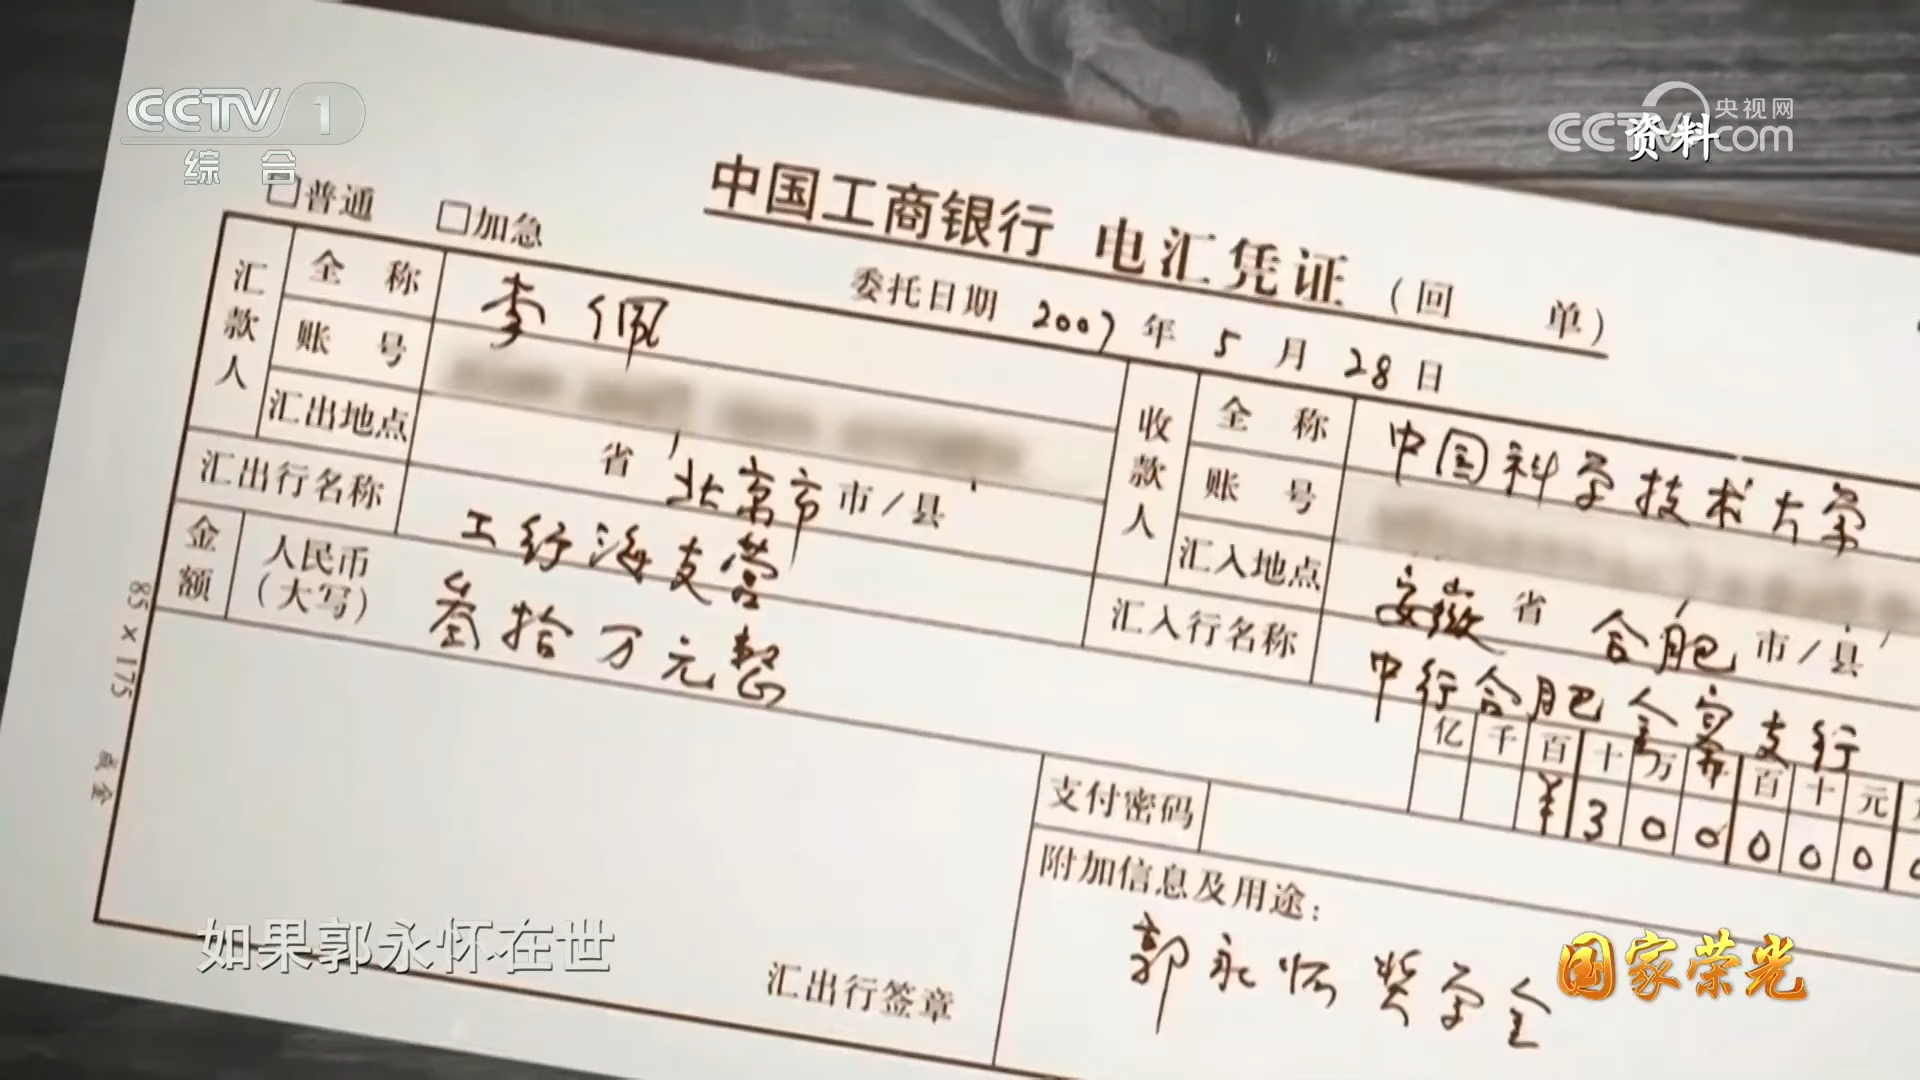 CCTV 1
综 合
央视网
CCTV.com
资料
中国工商银行 电汇凭证 (回 单)
□普通 □加急
委托日期 2007 年 5 月 28 日
汇款人
全 称 李佩
账 号
汇出地点 省 北京市 市/县
汇出行名称 工行海支营
金额 人民币(大写) 叁拾万元整
收款人
全 称 中国科学技术大学
账 号
汇入地点 安徽 省 合肥 市/县
汇入行名称 中行合肥金寨支行
亿 千 百 十 万 千 百 十 元
¥ 3 0 0 0 0 0
支付密码
附加信息及用途:
郭永怀奖学金
汇出行签章
85×175
如果郭永怀在世
国家荣光